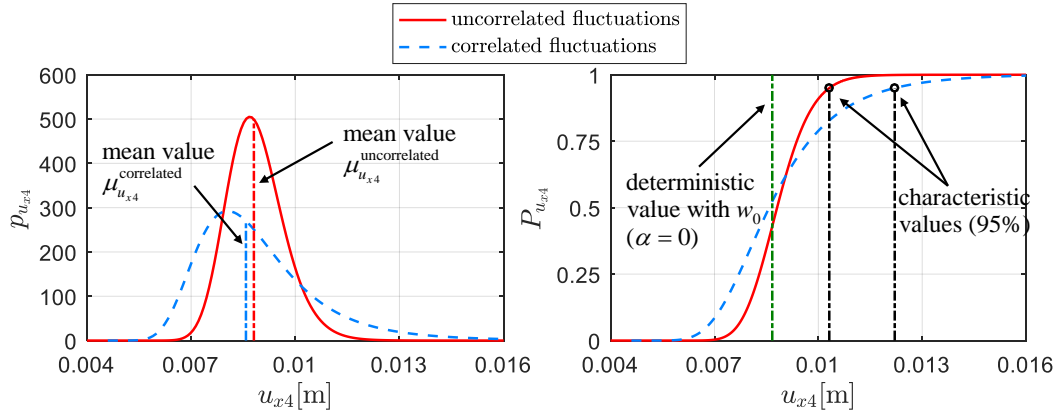 uncorrelated fluctuations
correlated fluctuations
600
500
400
300
200
100
0
p_{u_{x4}}
mean value
μ_{u_{x4}}^{correlated}
mean value
μ_{u_{x4}}^{uncorrelated}
0.004
0.007
0.01
0.013
0.016
u_{x4}[m]
1
0.75
0.5
0.25
0
P_{u_{x4}}
deterministic
value with w_0
(α = 0)
characteristic
values (95%)
0.004
0.007
0.01
0.013
0.016
u_{x4}[m]